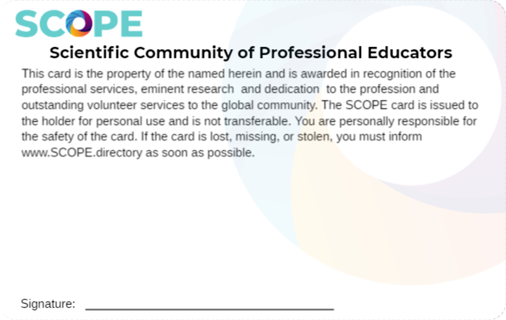 SCOPE
Scientific Community of Professional Educators
This card is the property of the named herein and is awarded in recognition of the
professional services, eminent research and dedication to the profession and
outstanding volunteer services to the global community. The SCOPE card is issued to
the holder for personal use and is not transferable. You are personally responsible for
the safety of the card. If the card is lost, missing, or stolen, you must inform
www.SCOPE.directory as soon as possible.
Signature: